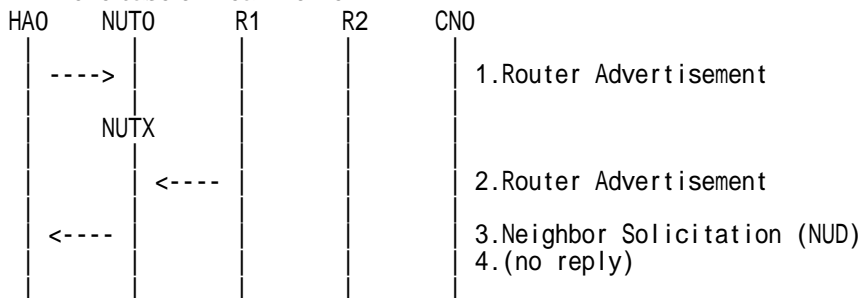 HA0 NUT0 R1 R2 CN0
----> 1.Router Advertisement
NUTX
<---- 2.Router Advertisement
<---- 3.Neighbor Solicitation (NUD)
4.(no reply)